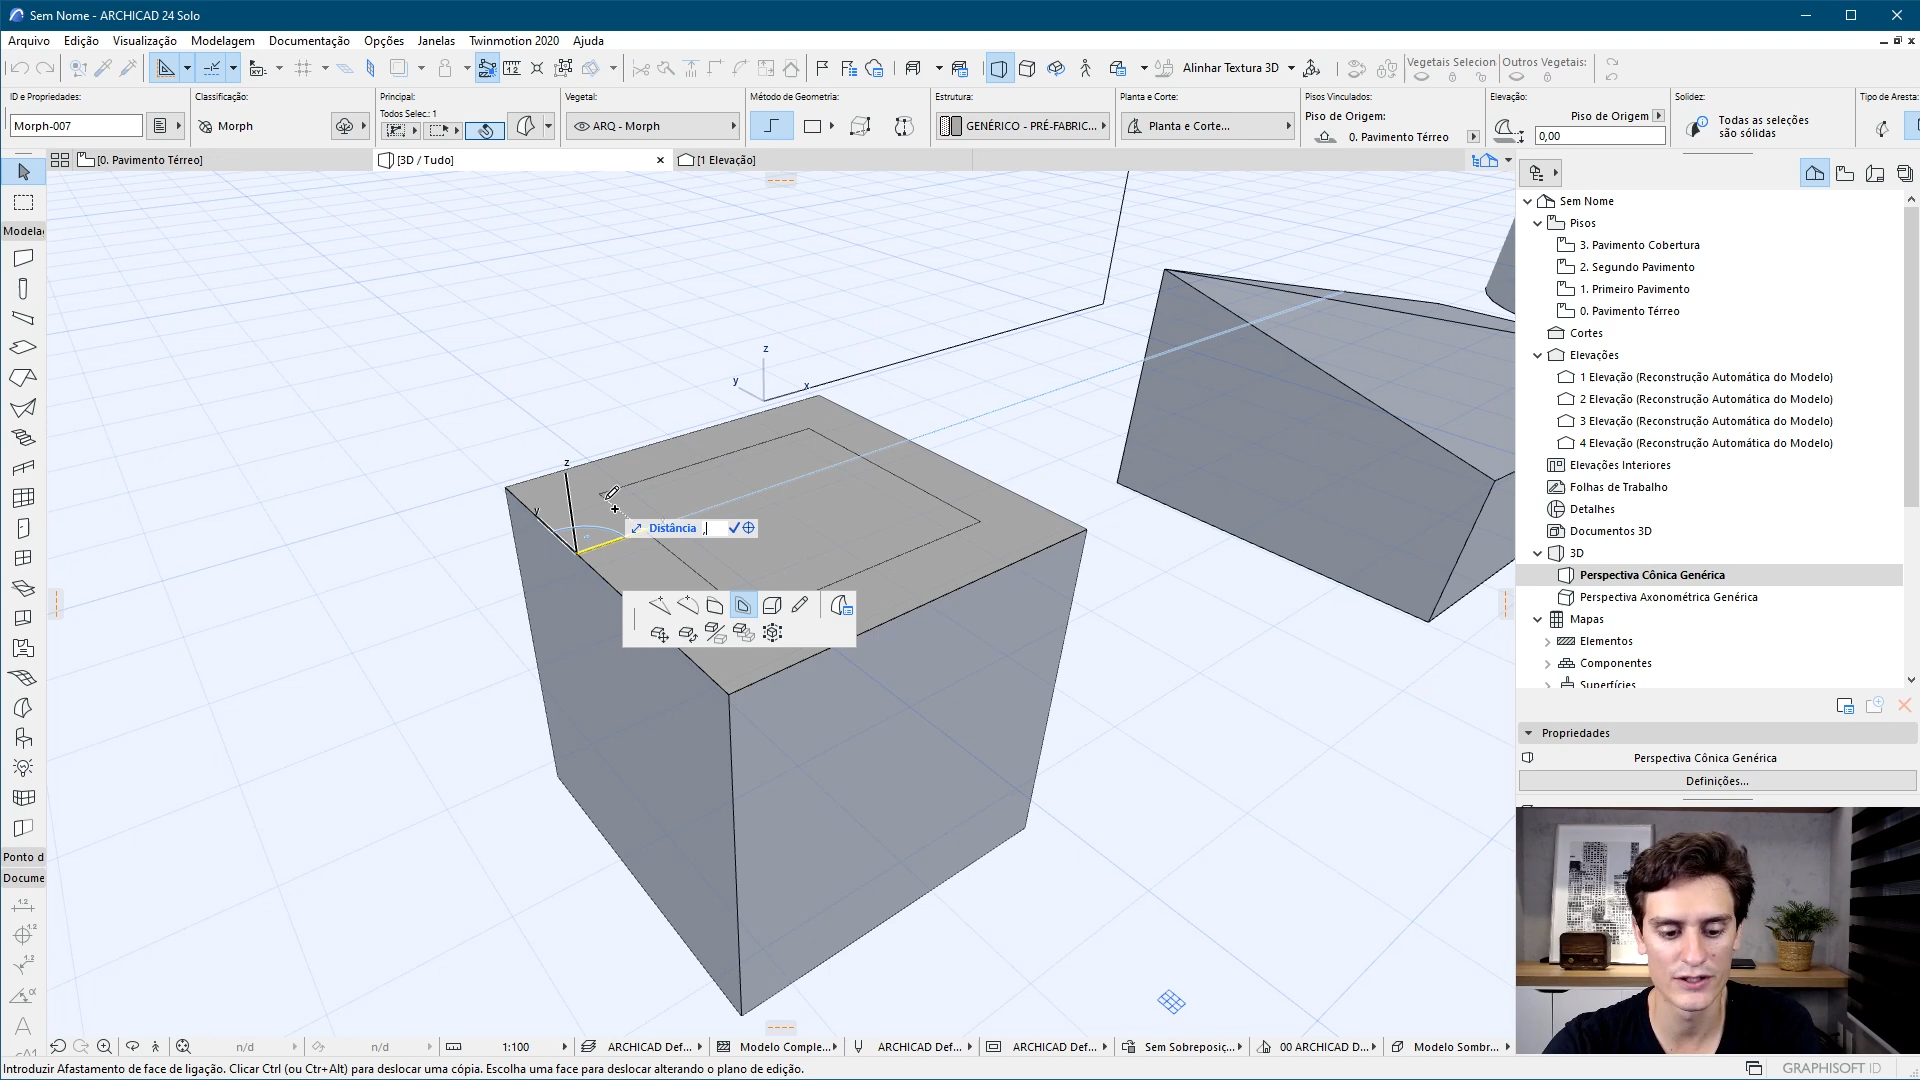 Sem Nome - ARCHICAD 24 Solo
Arquivo Edição Visualização Modelagem Documentação Opções Janelas Twinmotion 2020 Ajuda
Alinhar Textura 3D
Vegetais Selecion
Outros Vegetais:
ID e Propriedades:
Morph-007
Classificação:
Morph
Principal:
Todos Selec.: 1
Vegetal:
ARQ - Morph
Método de Geometria:
Estrutura:
GENÉRICO - PRÉ-FABRIC...
Planta e Corte:
Planta e Corte...
Pisos Vinculados:
Piso de Origem:
0. Pavimento Térreo
Elevação:
Piso de Origem
0,00
Solidez:
Todas as seleções
são sólidas
Tipo de Aresta:
[0. Pavimento Térreo]
[3D / Tudo]
[1 Elevação]
Modela
Ponto d
Docume
z
y
x
z
y
Distância ,
Sem Nome
Pisos
3. Pavimento Cobertura
2. Segundo Pavimento
1. Primeiro Pavimento
0. Pavimento Térreo
Cortes
Elevações
1 Elevação (Reconstrução Automática do Modelo)
2 Elevação (Reconstrução Automática do Modelo)
3 Elevação (Reconstrução Automática do Modelo)
4 Elevação (Reconstrução Automática do Modelo)
Elevações Interiores
Folhas de Trabalho
Detalhes
Documentos 3D
3D
Perspectiva Cônica Genérica
Perspectiva Axonométrica Genérica
Mapas
Elementos
Componentes
Superfícies
Propriedades
Perspectiva Cônica Genérica
Definições...
n/d
n/d
1:100
ARCHICAD Def...
Modelo Comple...
ARCHICAD Def...
ARCHICAD Def...
Sem Sobreposiç...
00 ARCHICAD D...
Modelo Sombr...
Introduzir Afastamento de face de ligação. Clicar Ctrl (ou Ctr+Alt) para deslocar uma cópia. Escolha uma face para deslocar alterando o plano de edição.
GRAPHISOFT ID